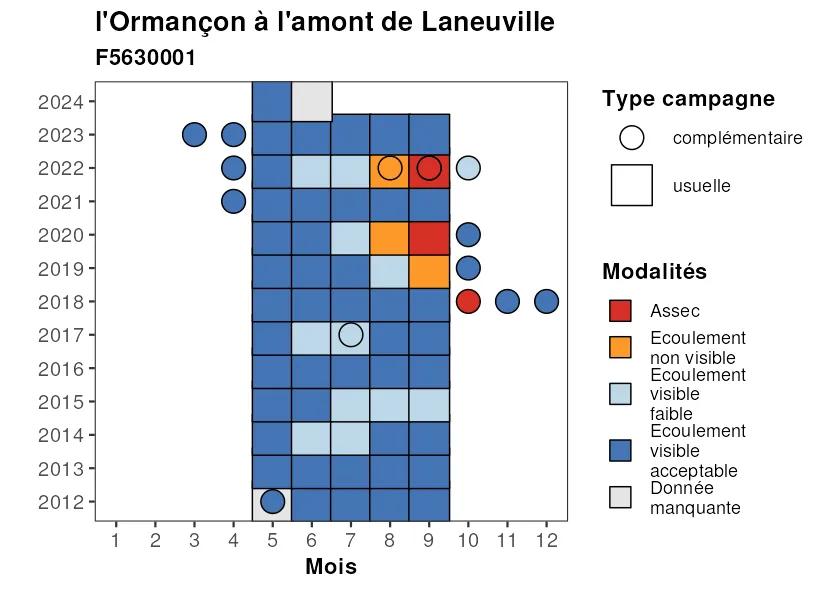 l'Ormançon à l'amont de Laneuville
F5630001
2024
2023
2022
2021
2020
2019
2018
2017
2016
2015
2014
2013
2012
1 2 3 4 5 6 7 8 9 10 11 12
Mois
Type campagne
complémentaire
usuelle
Modalités
Assec
Ecoulement
non visible
Ecoulement
visible
faible
Ecoulement
visible
acceptable
Donnée
manquante